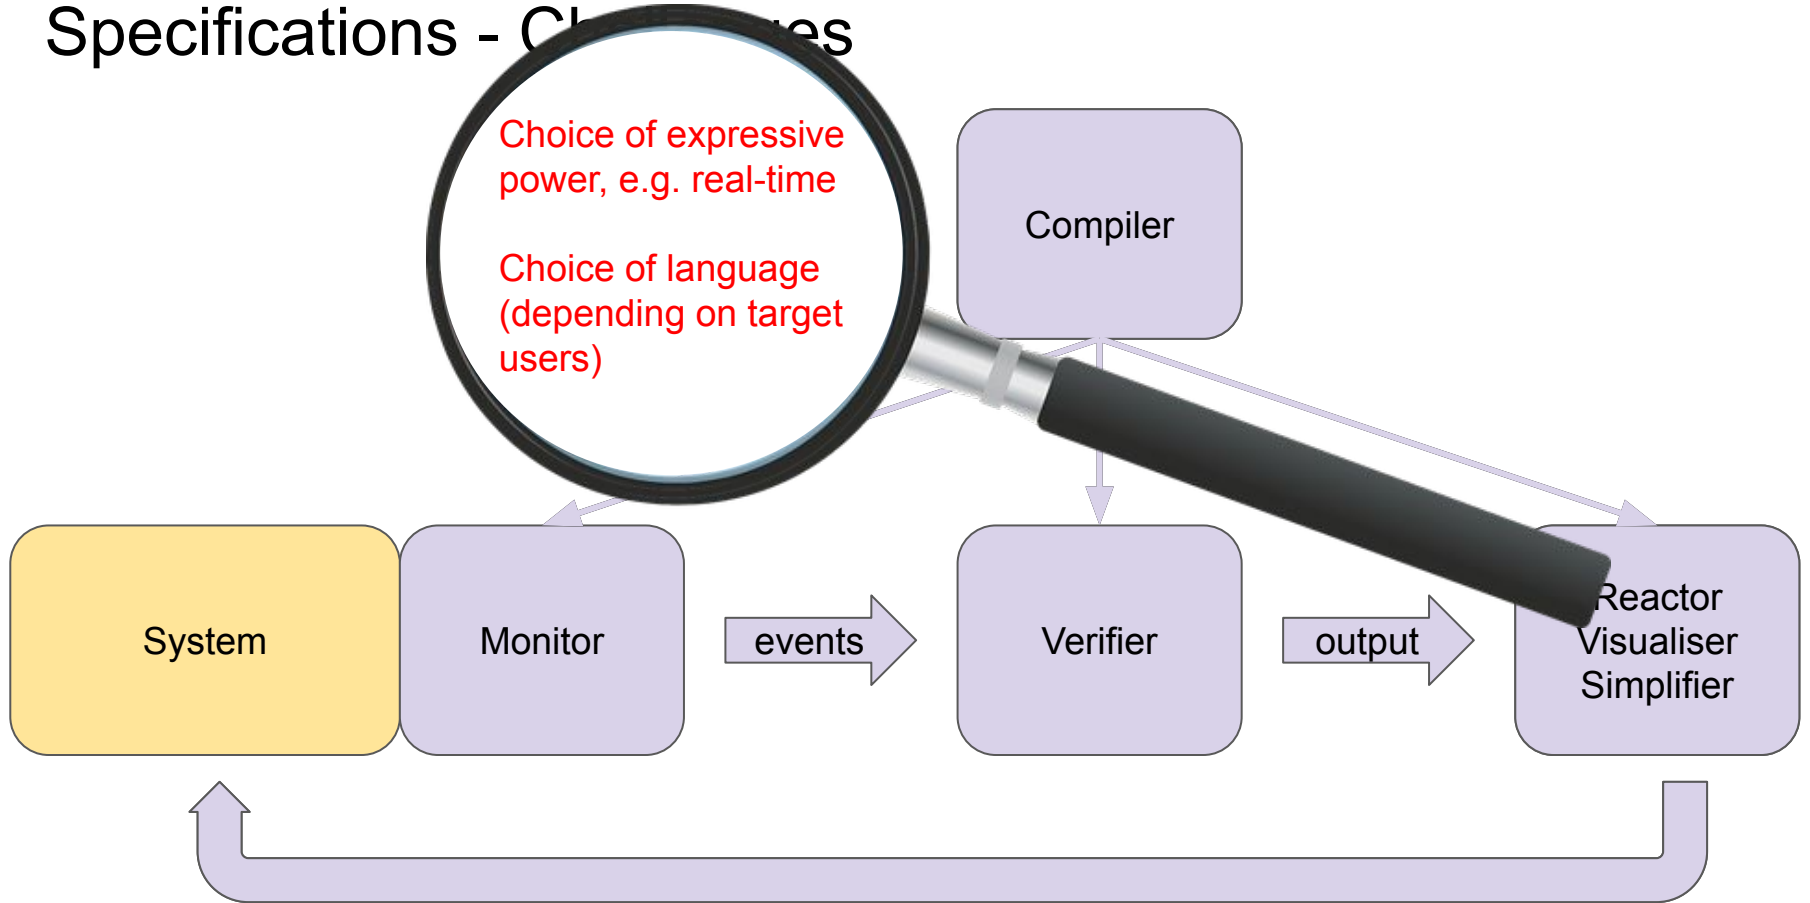 Specifications -
Choice of expressive
power, e.g. real-time
Choice of language
(depending on target
users)
Compiler
System
Monitor
events
Verifier
output
Reactor
Visualiser
Simplifier